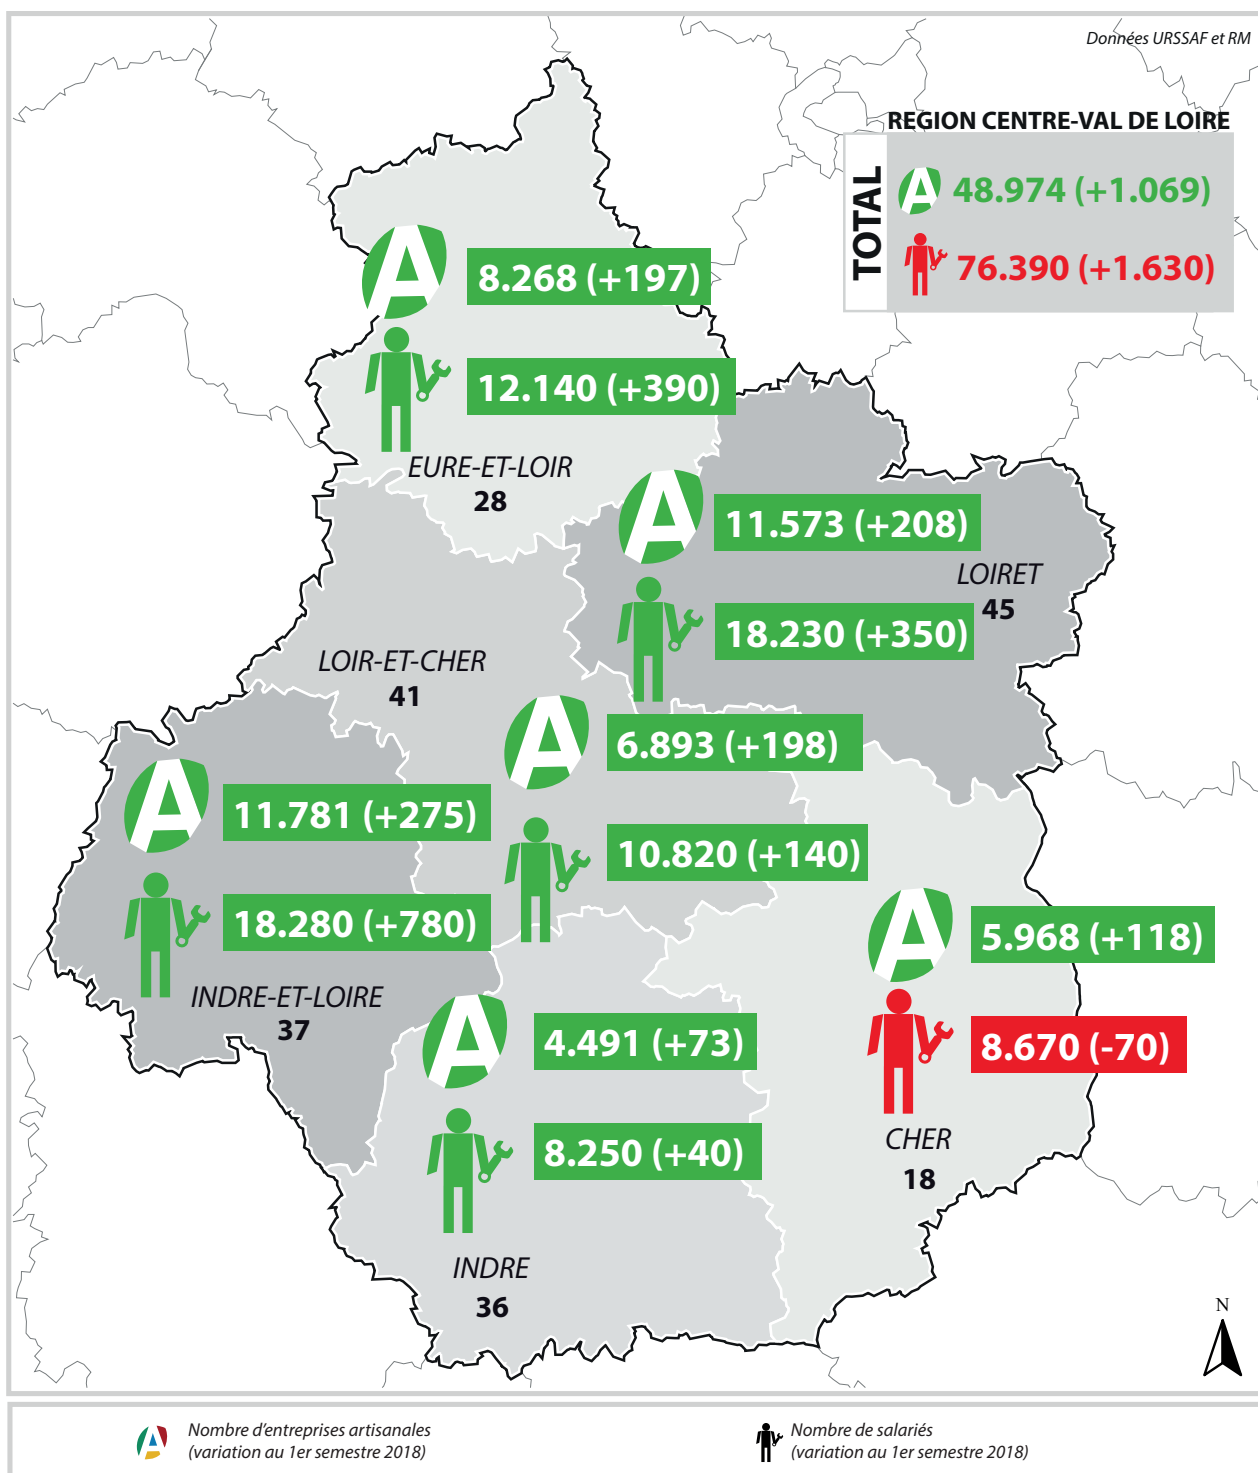 Données URSSAF et RM
REGION CENTRE-VAL DE LOIRE
TOTAL
A 48.974 (+1.069)
76.390 (+1.630)
A 8.268 (+197)
12.140 (+390)
EURE-ET-LOIR
28
A 11.573 (+208)
LOIRET
45
18.230 (+350)
LOIR-ET-CHER
41
A 6.893 (+198)
10.820 (+140)
A 11.781 (+275)
18.280 (+780)
INDRE-ET-LOIRE
37
A 5.968 (+118)
8.670 (-70)
CHER
18
A 4.491 (+73)
8.250 (+40)
INDRE
36
N
A Nombre d'entreprises artisanales
(variation au 1er semestre 2018)
Nombre de salariés
(variation au 1er semestre 2018)